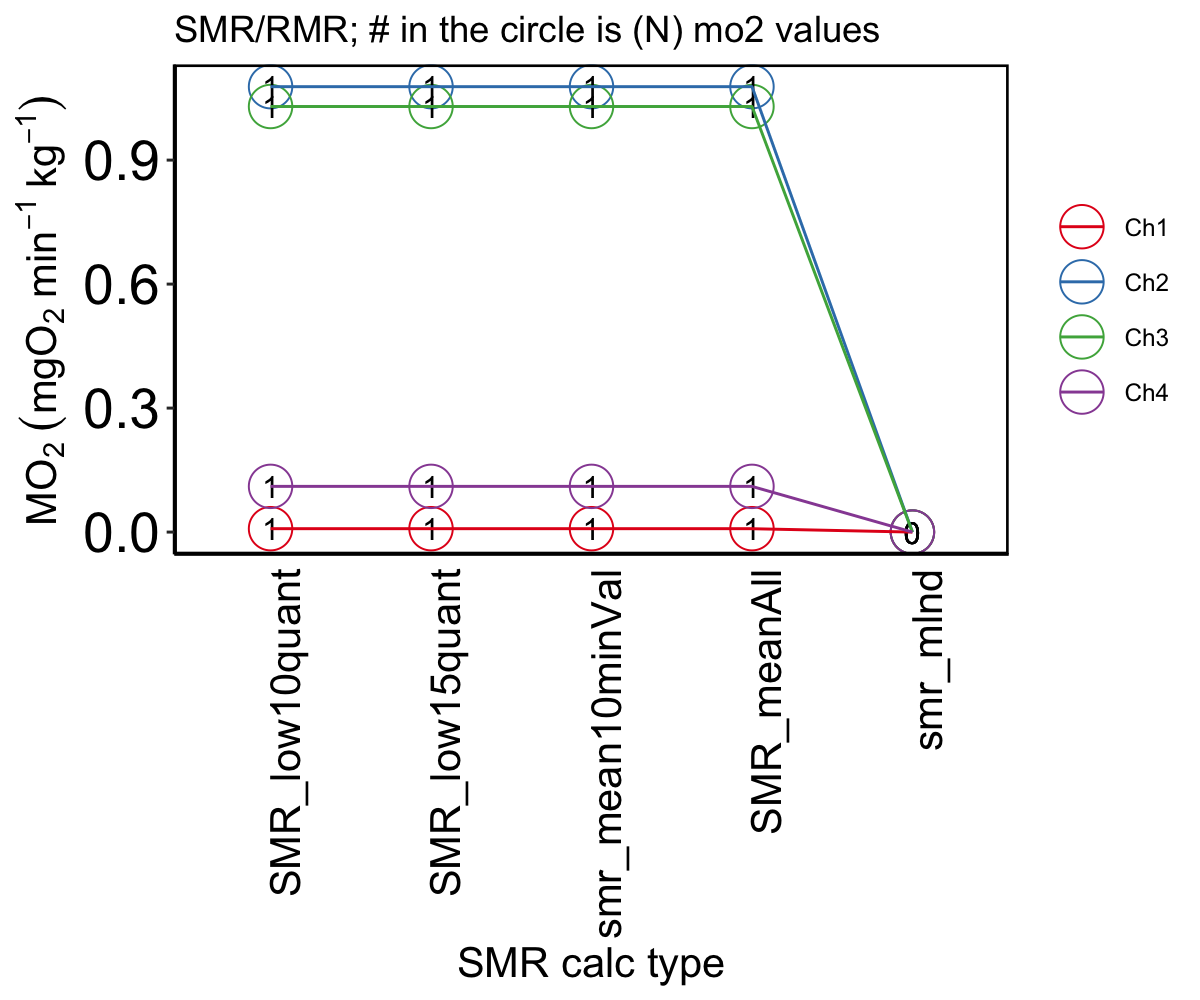 SMR/RMR; # in the circle is (N) mo2 values
MO₂ (mgO₂ min⁻¹ kg⁻¹)
0.9
0.6
0.3
0.0
1 1 1 1
1 1 1 1
1 1 1 1
1 1 1 1 0
SMR_low10quant
SMR_low15quant
smr_mean10minVal
SMR_meanAll
smr_mlnd
SMR calc type
Ch1
Ch2
Ch3
Ch4